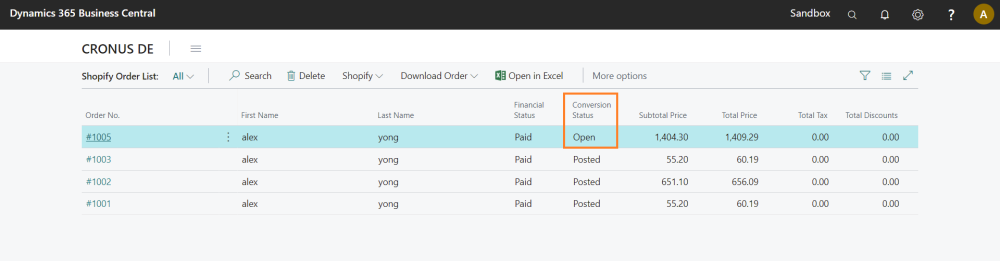 Dynamics 365 Business Central Sandbox ? A
CRONUS DE
Shopify Order List: All Search Delete Shopify Download Order Open in Excel More options
Order No. First Name Last Name Financial Status Conversion Status Subtotal Price Total Price Total Tax Total Discounts
#1005 alex yong Paid Open 1,404.30 1,409.29 0.00 0.00
#1003 alex yong Paid Posted 55.20 60.19 0.00 0.00
#1002 alex yong Paid Posted 651.10 656.09 0.00 0.00
#1001 alex yong Paid Posted 55.20 60.19 0.00 0.00